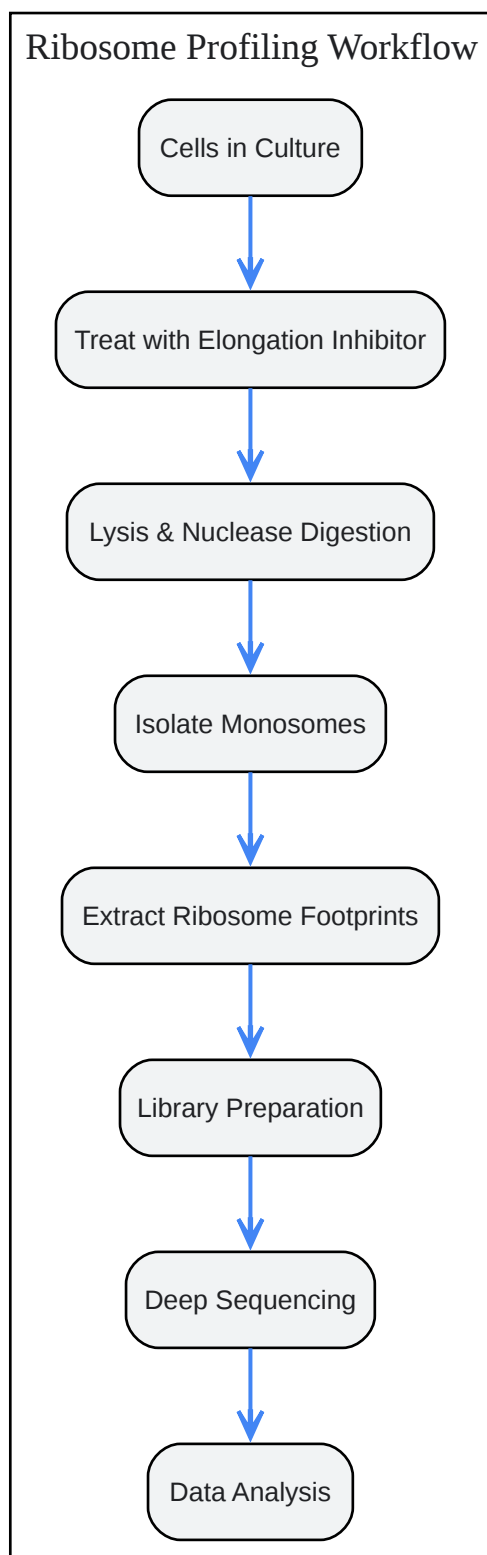 Ribosome Profiling Workflow
Cells in Culture
Treat with Elongation Inhibitor
Lysis & Nuclease Digestion
Isolate Monosomes
Extract Ribosome Footprints
Library Preparation
Deep Sequencing
Data Analysis